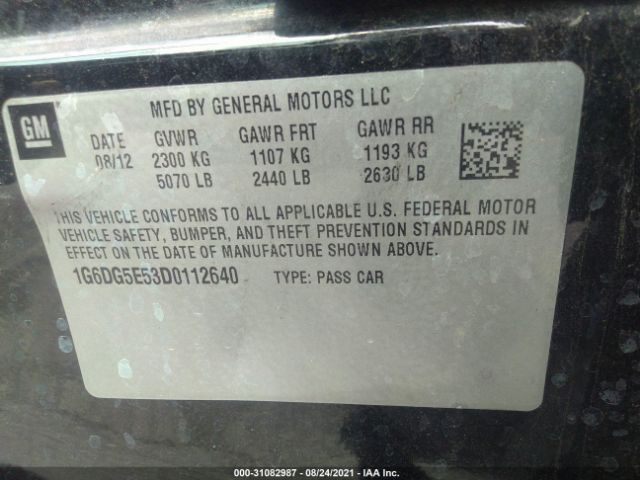 MFD BY GENERAL MOTORS LLC
GM
DATE GVWR GAWR FRT GAWR RR
08/12 2300 KG 1107 KG 1193 KG
5070 LB 2440 LB 2630 LB
THIS VEHICLE CONFORMS TO ALL APPLICABLE U.S. FEDERAL MOTOR
VEHICLE SAFETY, BUMPER, AND THEFT PREVENTION STANDARDS IN
EFFECT ON THE DATE OF MANUFACTURE SHOWN ABOVE.
1G6DG5E53D0112640 TYPE: PASS CAR
000-31082987 - 08/24/2021 - IAA Inc.